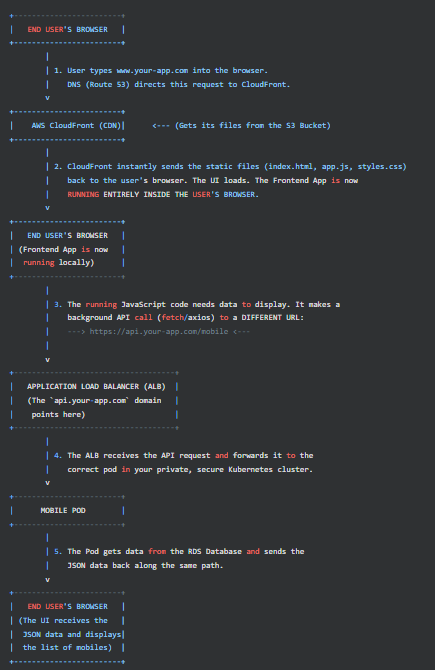 +------------------------+
|   END USER'S BROWSER   |
+------------------------+
|
| 1. User types www.your-app.com into the browser.
|    DNS (Route 53) directs this request to CloudFront.
v
+------------------------+
|    AWS CloudFront (CDN)|      <--- (Gets its files from the S3 Bucket)
+------------------------+
|
| 2. CloudFront instantly sends the static files (index.html, app.js, styles.css)
|    back to the user's browser. The UI loads. The Frontend App is now
|    RUNNING ENTIRELY INSIDE THE USER'S BROWSER.
v
+------------------------+
|   END USER'S BROWSER   |
| (Frontend App is now   |
|  running locally)      |
+------------------------+
|
| 3. The running JavaScript code needs data to display. It makes a
|    background API call (fetch/axios) to a DIFFERENT URL:
|    ---> https://api.your-app.com/mobile <---
|
v
+------------------------------------+
|   APPLICATION LOAD BALANCER (ALB)  |
|   (The `api.your-app.com` domain   |
|    points here)                    |
+------------------------------------+
|
| 4. The ALB receives the API request and forwards it to the
|    correct pod in your private, secure Kubernetes cluster.
v
+------------------------+
|      MOBILE POD        |
+------------------------+
|
| 5. The Pod gets data from the RDS Database and sends the
|    JSON data back along the same path.
v
+------------------------+
|   END USER'S BROWSER   |
| (The UI receives the   |
|  JSON data and displays|
|  the list of mobiles)  |
+------------------------+